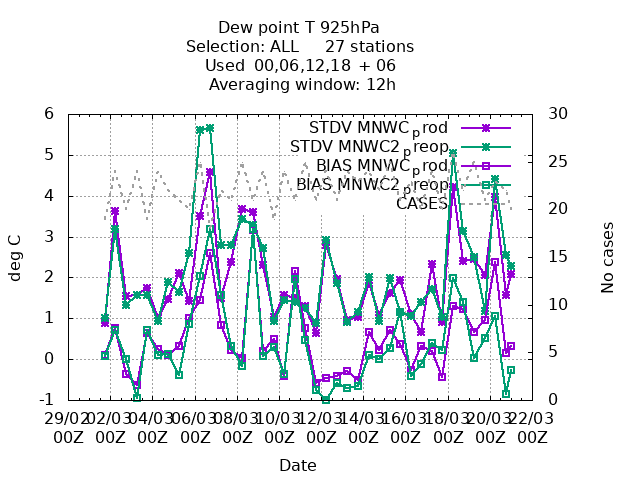 Dew point T 925hPa
Selection: ALL 27 stations
Used 00,06,12,18 + 06
Averaging window: 12h
STDV MNWC_prod
STDV MNWC2_preop
BIAS MNWC_prod
BIAS MNWC2_preop
CASES
6
5
4
3
2
1
0
-1
deg C
30
25
20
15
10
5
0
No cases
29/02 02/03 04/03 06/03 08/03 10/03 12/03 14/03 16/03 18/03 20/03 22/03
00Z 00Z 00Z 00Z 00Z 00Z 00Z 00Z 00Z 00Z 00Z 00Z
Date